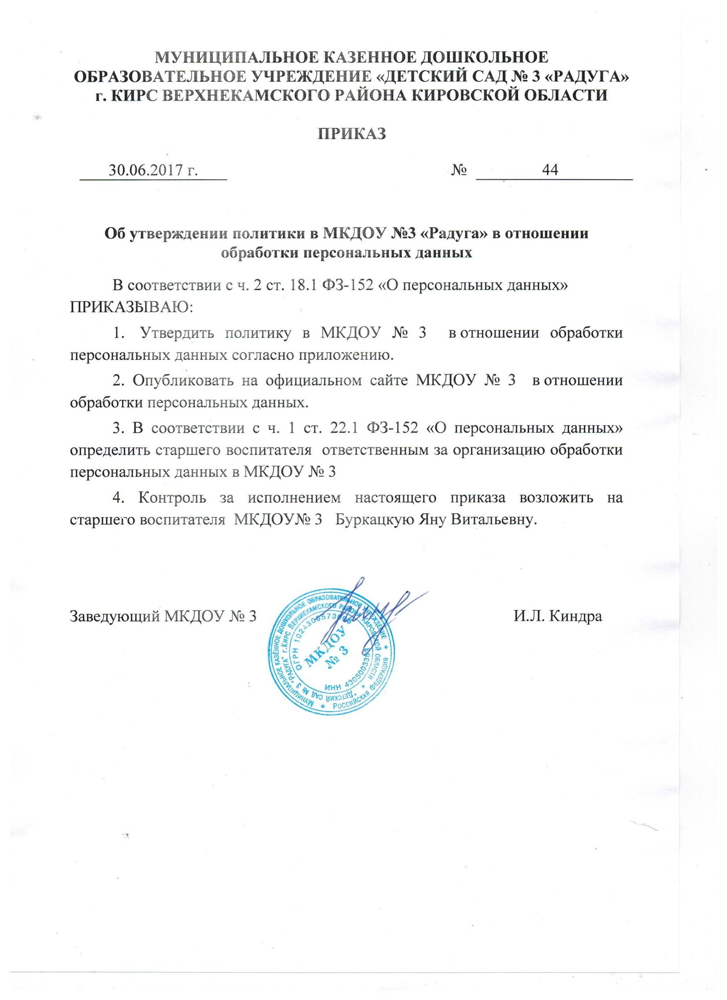 МУНИЦИПАЛЬНОЕ КАЗЕННОЕ ДОШКОЛЬНОЕ
ОБРАЗОВАТЕЛЬНОЕ УЧРЕЖДЕНИЕ «ДЕТСКИЙ САД № 3 «РАДУГА»
г. КИРС ВЕРХНЕКАМСКОГО РАЙОНА КИРОВСКОЙ ОБЛАСТИ
ПРИКАЗ
30.06.2017 г. № 44
Об утверждении политики в МКДОУ №3 «Радуга» в отношении
обработки персональных данных
В соответствии с ч. 2 ст. 18.1 ФЗ-152 «О персональных данных»
ПРИКАЗЫВАЮ:
1. Утвердить политику в МКДОУ № 3 в отношении обработки
персональных данных согласно приложению.
2. Опубликовать на официальном сайте МКДОУ № 3 в отношении
обработки персональных данных.
3. В соответствии с ч. 1 ст. 22.1 ФЗ-152 «О персональных данных»
определить старшего воспитателя ответственным за организацию обработки
персональных данных в МКДОУ № 3
4. Контроль за исполнением настоящего приказа возложить на
старшего воспитателя МКДОУ№ 3 Буркацкую Яну Витальевну.
Заведующий МКДОУ № 3 И.Л. Киндра
Муниципальное казённое дошкольное образовательное учреждение * Российская Федерация *
"Детский сад № 3 "Радуга" г.Кирс Верхнекамского района Кировской области *
ОГРН
ИНН 4305003363
МКДОУ
№ 3